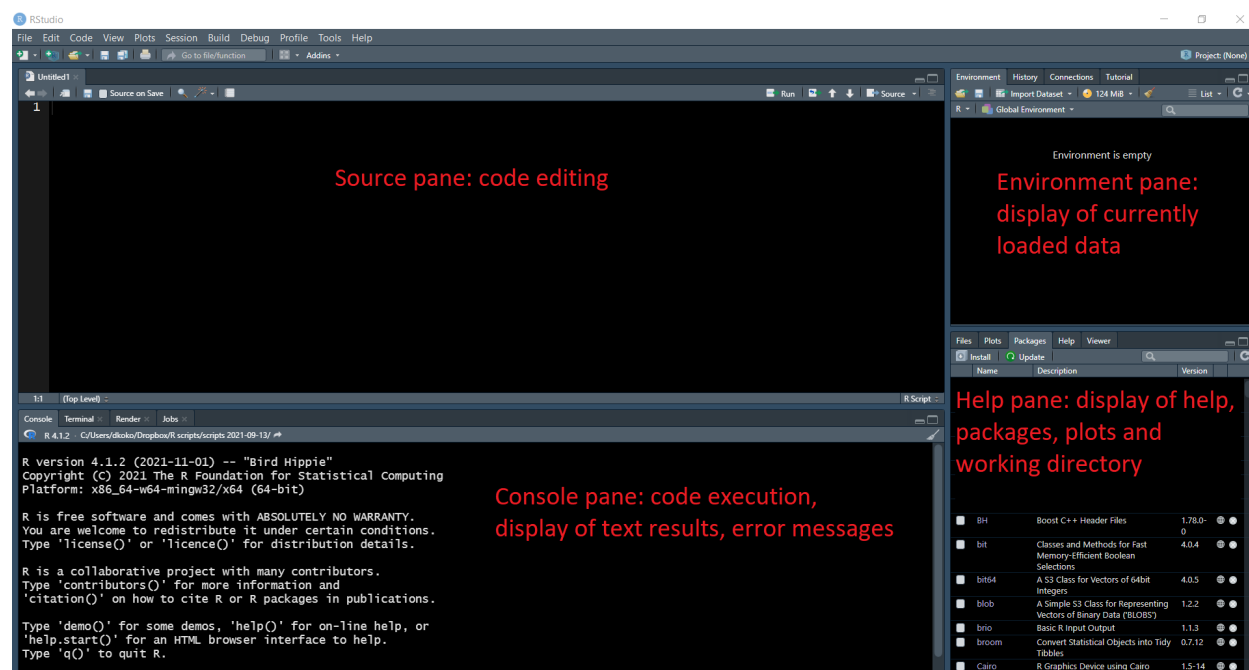 RStudio
File Edit Code View Plots Session Build Debug Profile Tools Help
Go to file/function Addins Project: (None)
Untitled1
Source on Save Run Source
1
Source pane: code editing
1:1 (Top Level) R Script
Console Terminal Render Jobs
R 4.1.2 · C:/Users/dkoko/Dropbox/R scripts/scripts 2021-09-13/
R version 4.1.2 (2021-11-01) -- "Bird Hippie"
Copyright (C) 2021 The R Foundation for Statistical Computing
Platform: x86_64-w64-mingw32/x64 (64-bit)
R is free software and comes with ABSOLUTELY NO WARRANTY.
You are welcome to redistribute it under certain conditions.
Type 'license()' or 'licence()' for distribution details.
R is a collaborative project with many contributors.
Type 'contributors()' for more information and
'citation()' on how to cite R or R packages in publications.
Type 'demo()' for some demos, 'help()' for on-line help, or
'help.start()' for an HTML browser interface to help.
Type 'q()' to quit R.
Console pane: code execution,
display of text results, error messages
Environment History Connections Tutorial
Import Dataset 124 MiB List
R Global Environment
Environment is empty
Environment pane:
display of currently
loaded data
Files Plots Packages Help Viewer
Install Update
Name Description Version
Help pane: display of help,
packages, plots and
working directory
BH Boost C++ Header Files 1.78.0-
0
bit Classes and Methods for Fast 4.0.4
Memory-Efficient Boolean
Selections
bit64 A S3 Class for Vectors of 64bit 4.0.5
Integers
blob A Simple S3 Class for Representing 1.2.2
Vectors of Binary Data ('BLOBS')
brio Basic R Input Output 1.1.3
broom Convert Statistical Objects into Tidy 0.7.12
Tibbles
Cairo R Graphics Device using Cairo 1.5-14